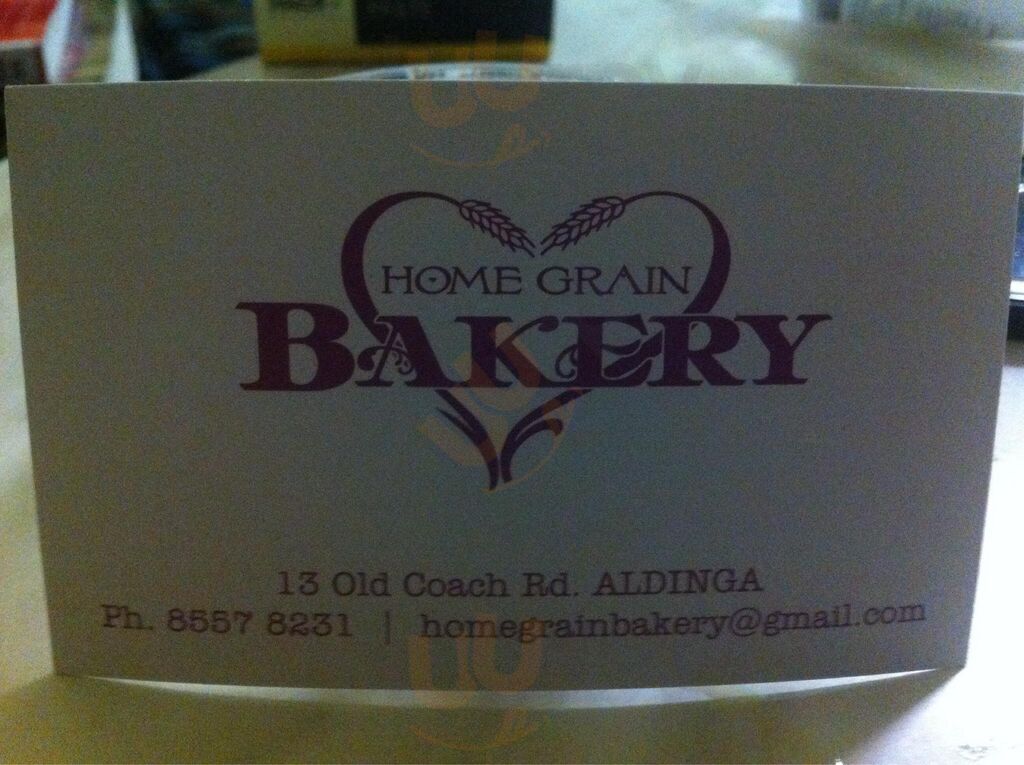 HOME GRAIN
BAKERY
13 Old Coach Rd. ALDINGA
Ph. 8557 8231 | homegrainbakery@gmail.com